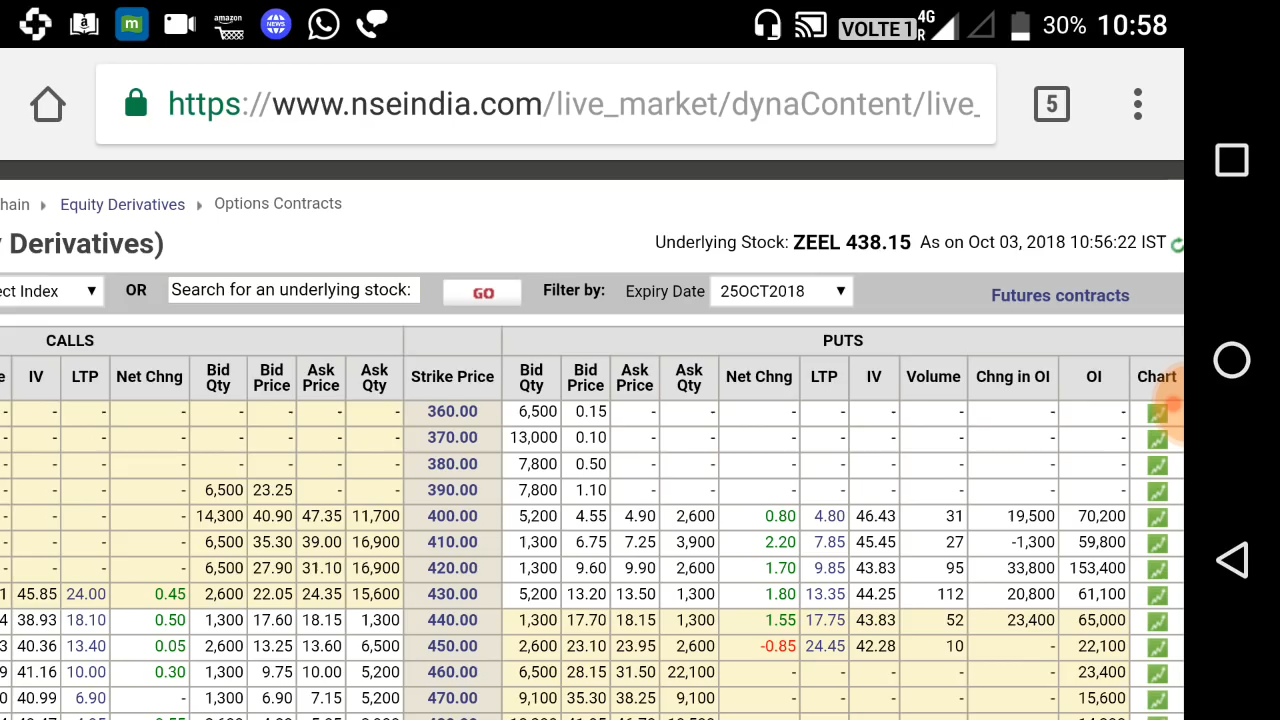 a m amazon NEWS VOLTE 1 4G R 30% 10:58
https://www.nseindia.com/live_market/dynaContent/live_ 5
hain Equity Derivatives Options Contracts
Derivatives) Underlying Stock: ZEEL 438.15 As on Oct 03, 2018 10:56:22 IST
ect Index OR Search for an underlying stock: GO Filter by: Expiry Date 25OCT2018 Futures contracts
CALLS PUTS
e IV LTP Net Chng Bid Qty Bid Price Ask Price Ask Qty Strike Price Bid Qty Bid Price Ask Price Ask Qty Net Chng LTP IV Volume Chng in OI OI Chart
- - - - - - - - 360.00 6,500 0.15 - - - - - - - -
- - - - - - - - 370.00 13,000 0.10 - - - - - - - -
- - - - - - - - 380.00 7,800 0.50 - - - - - - - -
- - - - 6,500 23.25 - - 390.00 7,800 1.10 - - - - - - - -
- - - - 14,300 40.90 47.35 11,700 400.00 5,200 4.55 4.90 2,600 0.80 4.80 46.43 31 19,500 70,200
- - - - 6,500 35.30 39.00 16,900 410.00 1,300 6.75 7.25 3,900 2.20 7.85 45.45 27 -1,300 59,800
- - - - 6,500 27.90 31.10 16,900 420.00 1,300 9.60 9.90 2,600 1.70 9.85 43.83 95 33,800 153,400
1 45.85 24.00 0.45 2,600 22.05 24.35 15,600 430.00 5,200 13.20 13.50 1,300 1.80 13.35 44.25 112 20,800 61,100
4 38.93 18.10 0.50 1,300 17.60 18.15 1,300 440.00 1,300 17.70 18.15 1,300 1.55 17.75 43.83 52 23,400 65,000
3 40.36 13.40 0.05 2,600 13.25 13.60 6,500 450.00 2,600 23.10 23.95 2,600 -0.85 24.45 42.28 10 - 22,100
9 41.16 10.00 0.30 1,300 9.75 10.00 5,200 460.00 6,500 28.15 31.50 22,100 - - - - - 23,400
0 40.99 6.90 - 1,300 6.90 7.15 5,200 470.00 9,100 35.30 38.25 9,100 - - - - - 15,600